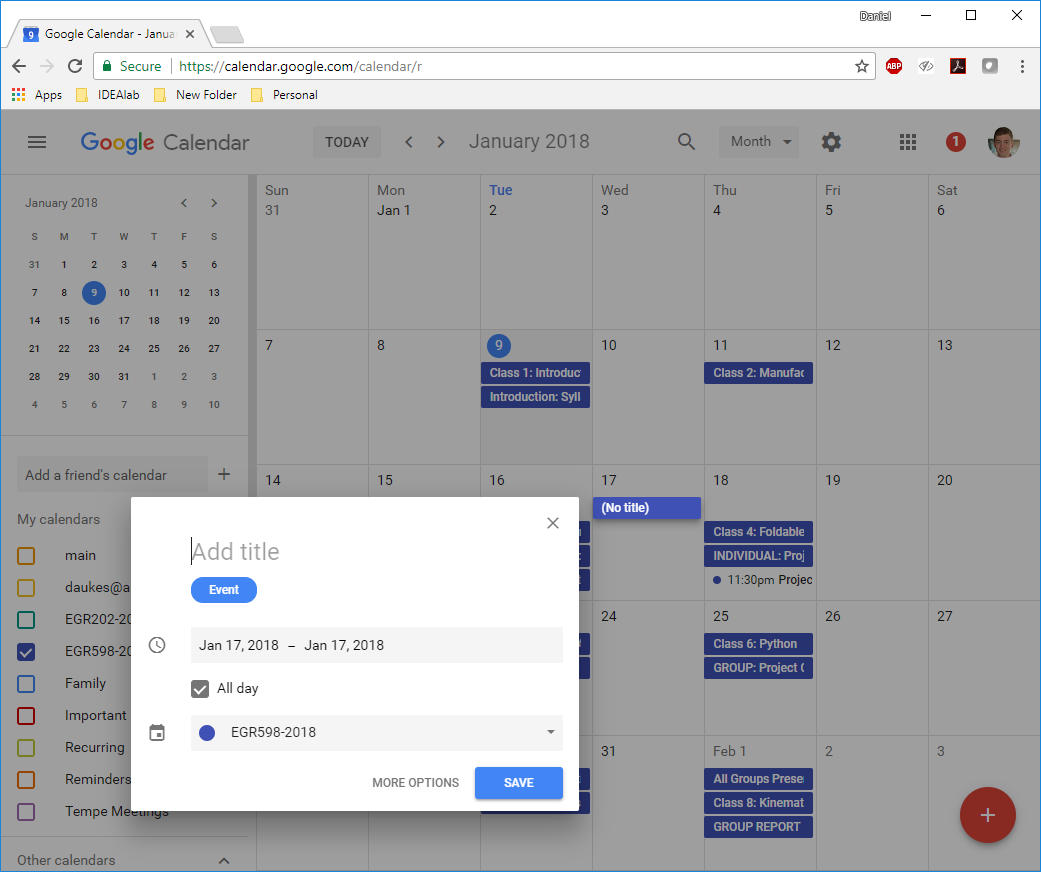 Daniel
Google Calendar - Janua
Secure https://calendar.google.com/calendar/r
ABP
Apps IDEAlab New Folder Personal
Google Calendar TODAY January 2018 Month 1
January 2018
S M T W T F S
31 1 2 3 4 5 6
7 8 9 10 11 12 13
14 15 16 17 18 19 20
21 22 23 24 25 26 27
28 29 30 31 1 2 3
4 5 6 7 8 9 10
Add a friend's calendar +
My calendars
main
daukes@a
EGR202-20
EGR598-20
Family
Important
Recurring
Reminders
Tempe Meetings
Other calendars
Sun Mon Tue Wed Thu Fri Sat
31 Jan 1 2 3 4 5 6
7 8 9 10 11 12 13
Class 1: Introduc Class 2: Manufac
Introduction: Syll
14 15 16 17 18 19 20
(No title)
Class 4: Foldable
INDIVIDUAL: Proj
11:30pm Projec
24 25 26 27
Class 6: Python
GROUP: Project
31 Feb 1 2 3
All Groups Prese
Class 8: Kinemat
GROUP REPORT
Add title
Event
Jan 17, 2018 – Jan 17, 2018
All day
EGR598-2018
MORE OPTIONS SAVE